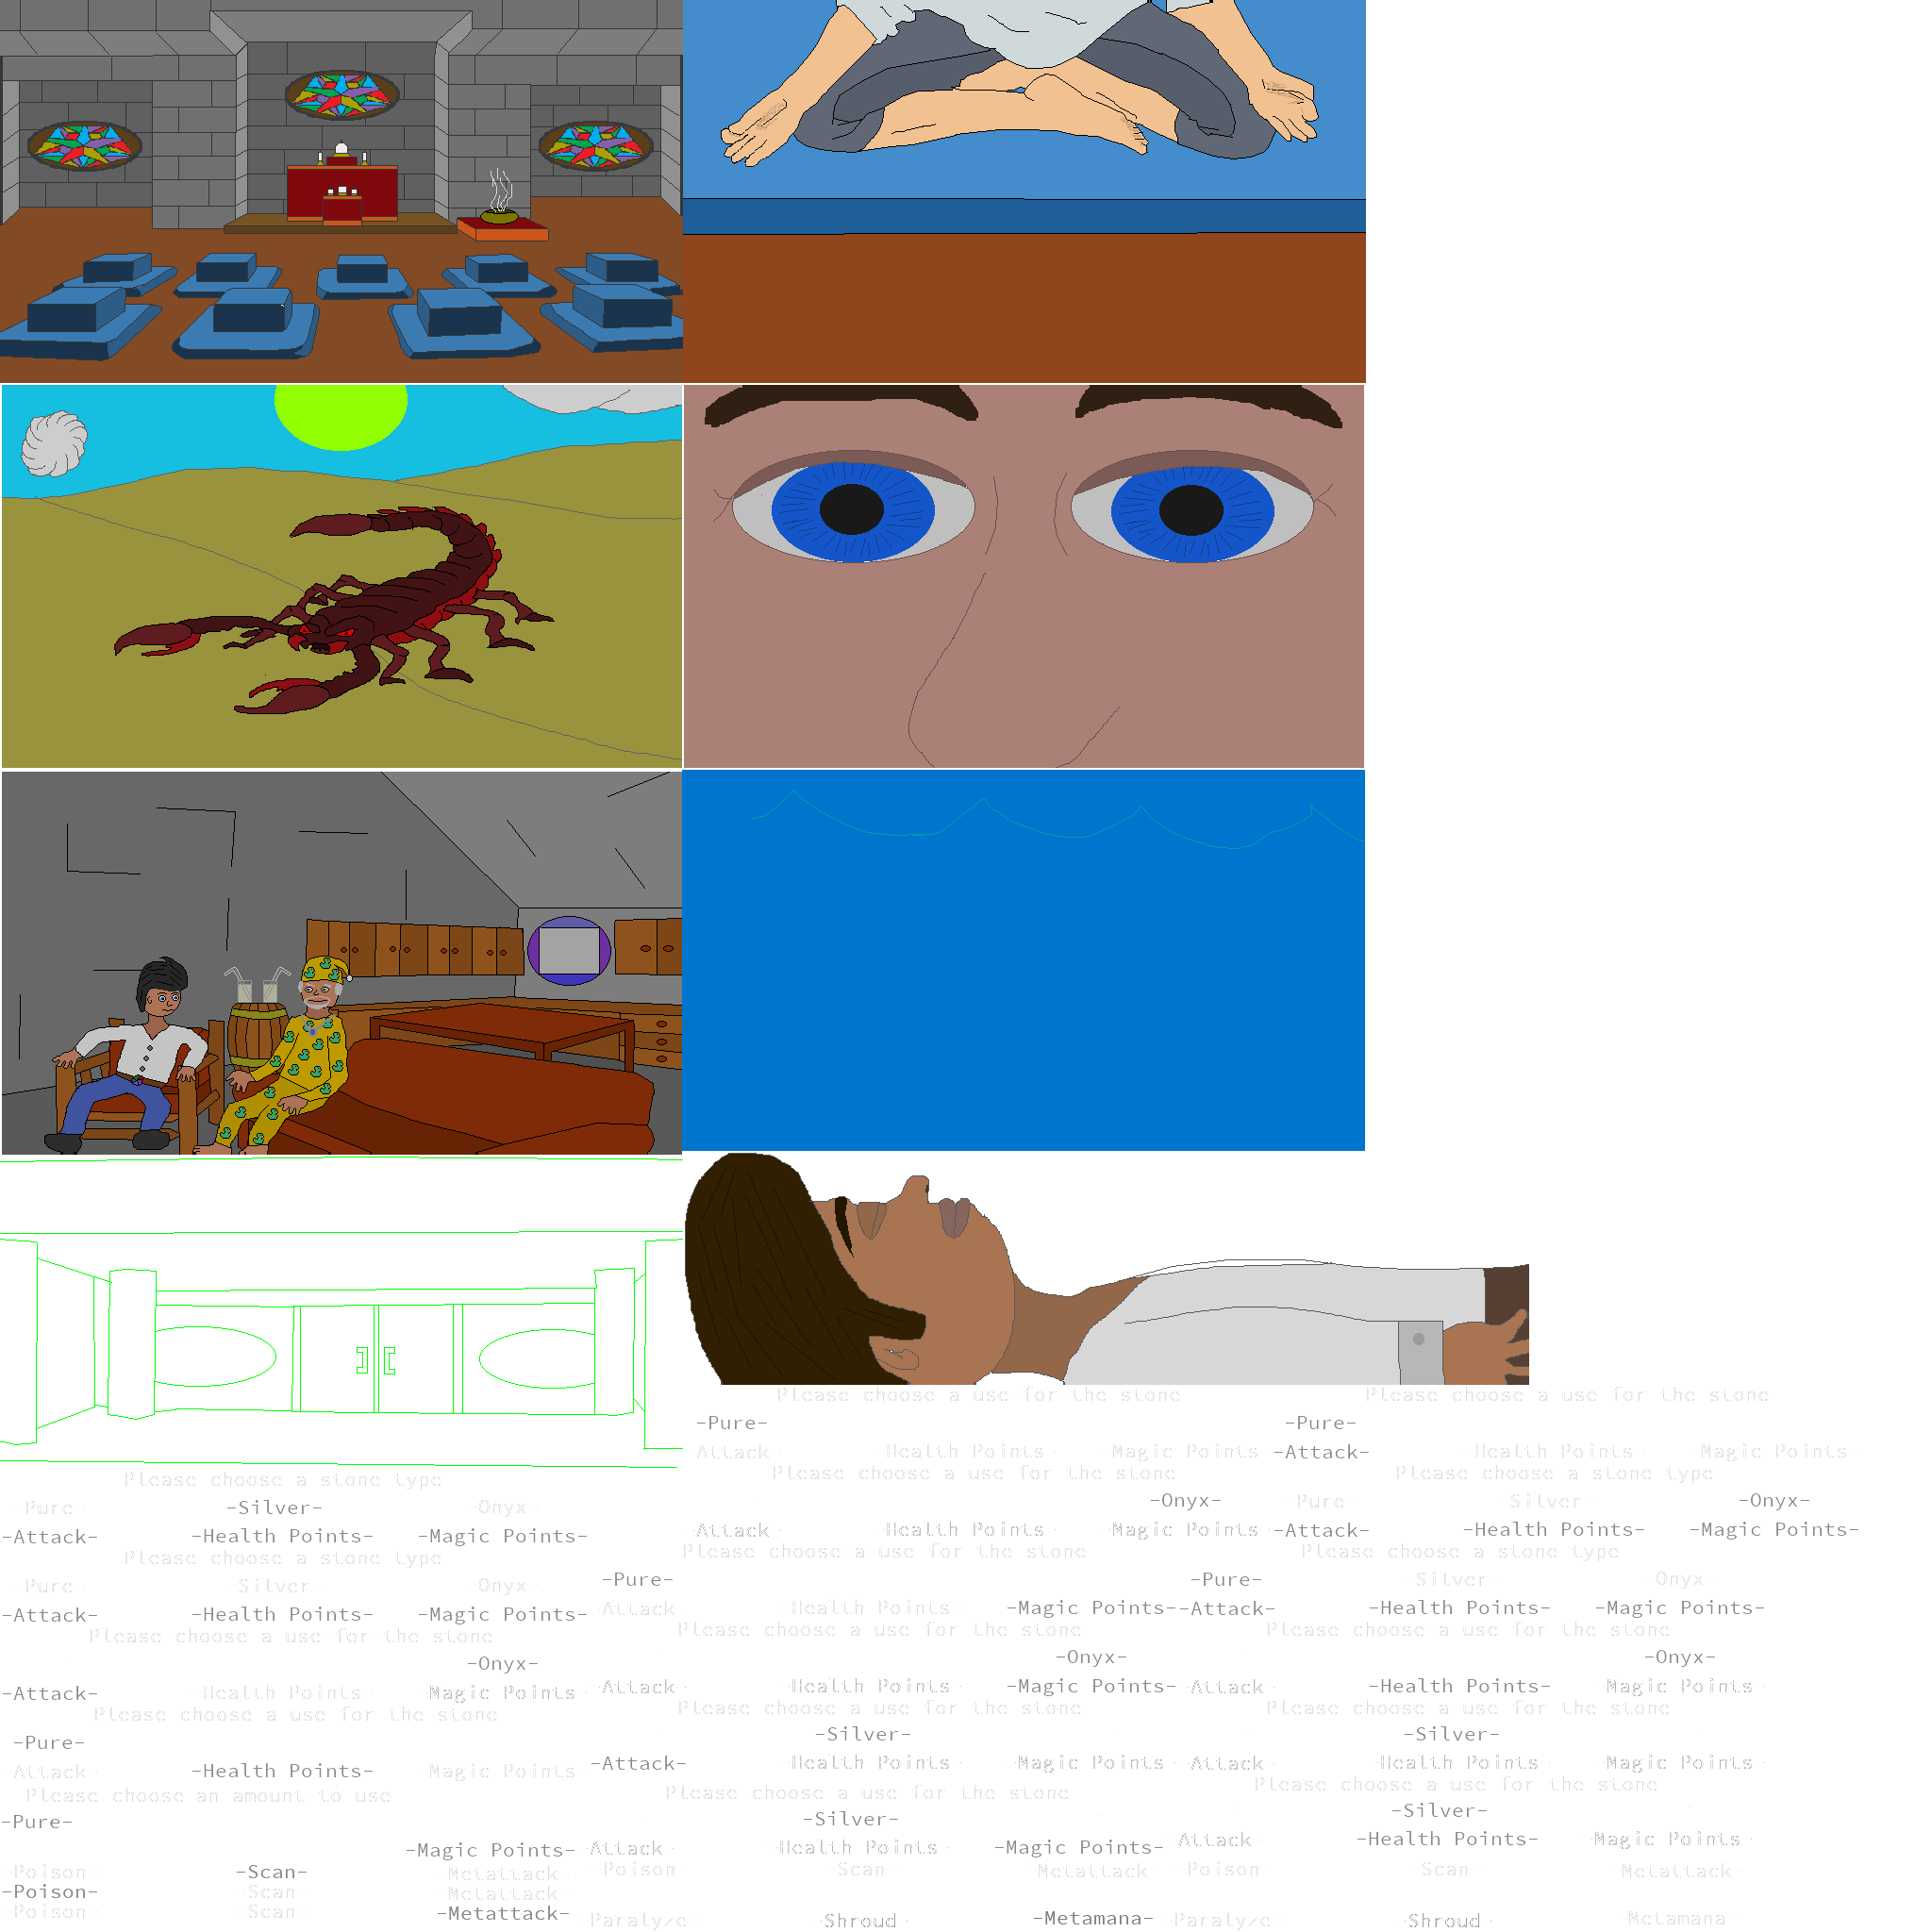 Please choose a use for the stone Please choose a use for the stone
-Pure- -Pure-
Attack Health Points Magic Points -Attack- Health Points Magic Points
Please choose a use for the stone Please choose a stone type
Please choose a stone type
-Onyx- Pure Silver -Onyx-
Pure -Silver- Onyx
Attack Health Points Magic Points -Attack- -Health Points- -Magic Points-
-Attack- -Health Points- -Magic Points-
Please choose a use for the stone Please choose a stone type
Please choose a stone type
-Pure- -Pure- Silver Onyx
Pure Silver Onyx
Attack Health Points -Magic Points- -Attack- -Health Points- -Magic Points-
-Attack- -Health Points- -Magic Points-
Please choose a use for the stone Please choose a use for the stone
Please choose a use for the stone
-Onyx- -Onyx-
-Onyx-
Attack Health Points -Magic Points- Attack -Health Points- Magic Points
-Attack- Health Points Magic Points
Please choose a use for the stone Please choose a use for the stone
Please choose a use for the stone
-Silver- -Silver-
-Pure-
-Attack- Health Points Magic Points Attack Health Points Magic Points
Attack -Health Points- Magic Points
Please choose a use for the stone Please choose a use for the stone
Please choose an amount to use
-Silver- -Silver-
-Pure-
Attack Health Points -Magic Points- Attack -Health Points- Magic Points
-Magic Points-
Poison Scan Metattack Poison Scan Metattack
Poison -Scan- Metattack
-Poison- Scan Metattack
Poison Scan -Metattack-
Paralyze Shroud -Metamana- Paralyze Shroud Metamana